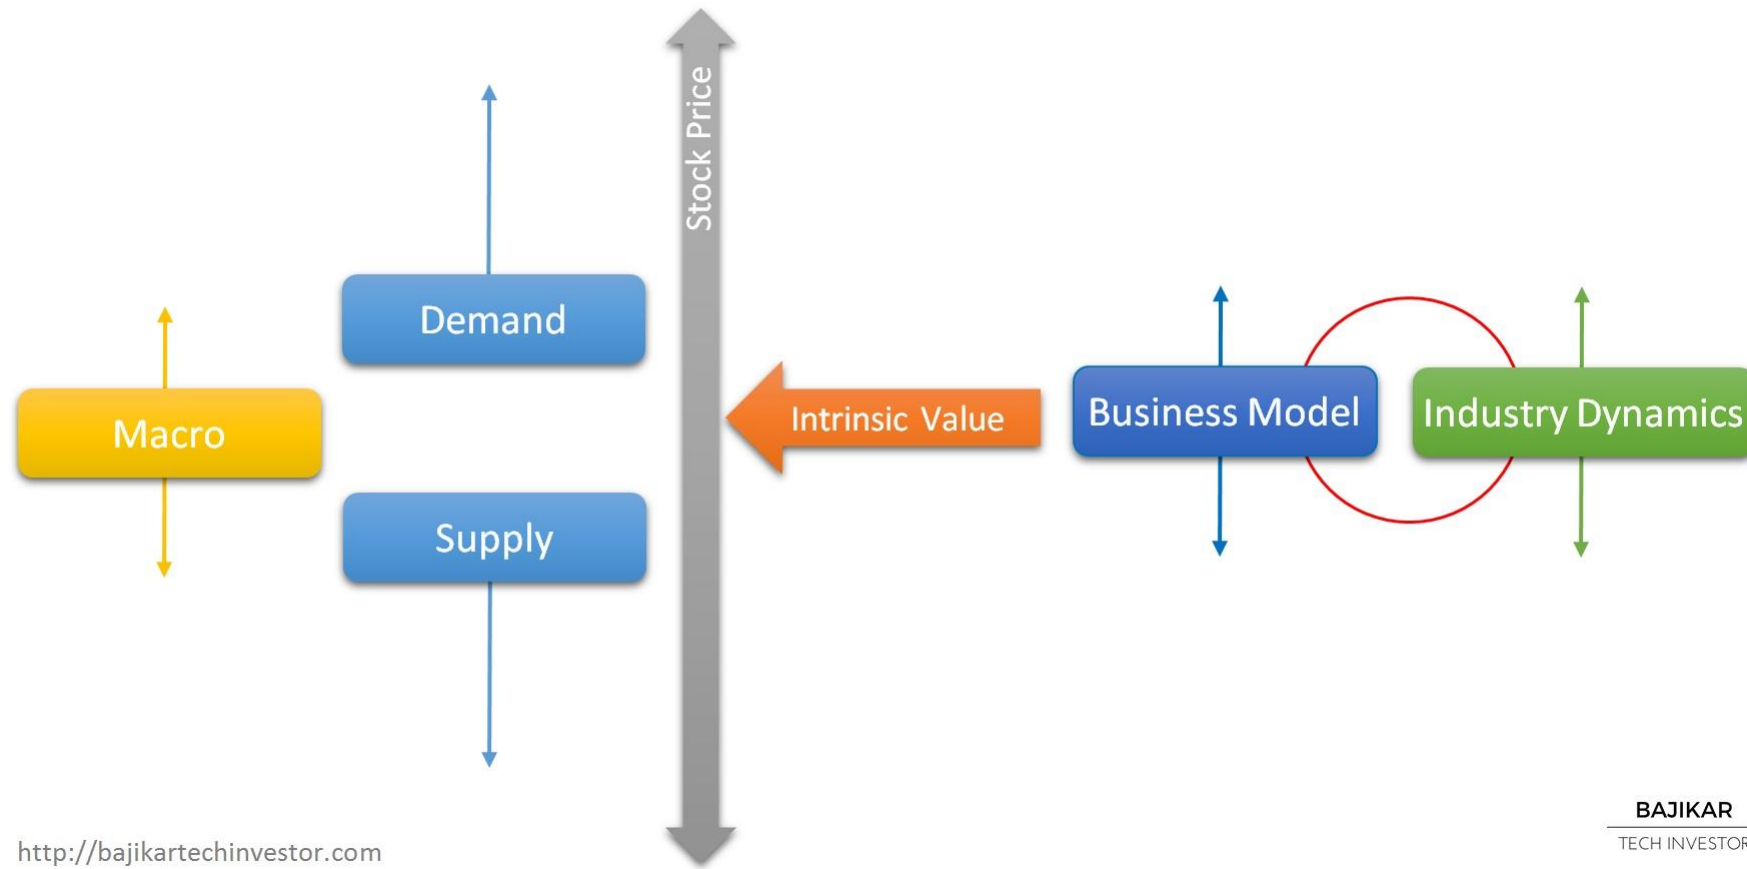 Stock Price
Demand
Macro
Supply
Intrinsic Value
Business Model
Industry Dynamics
http://bajikartechinvestor.com
BAJIKAR
TECH INVESTOR